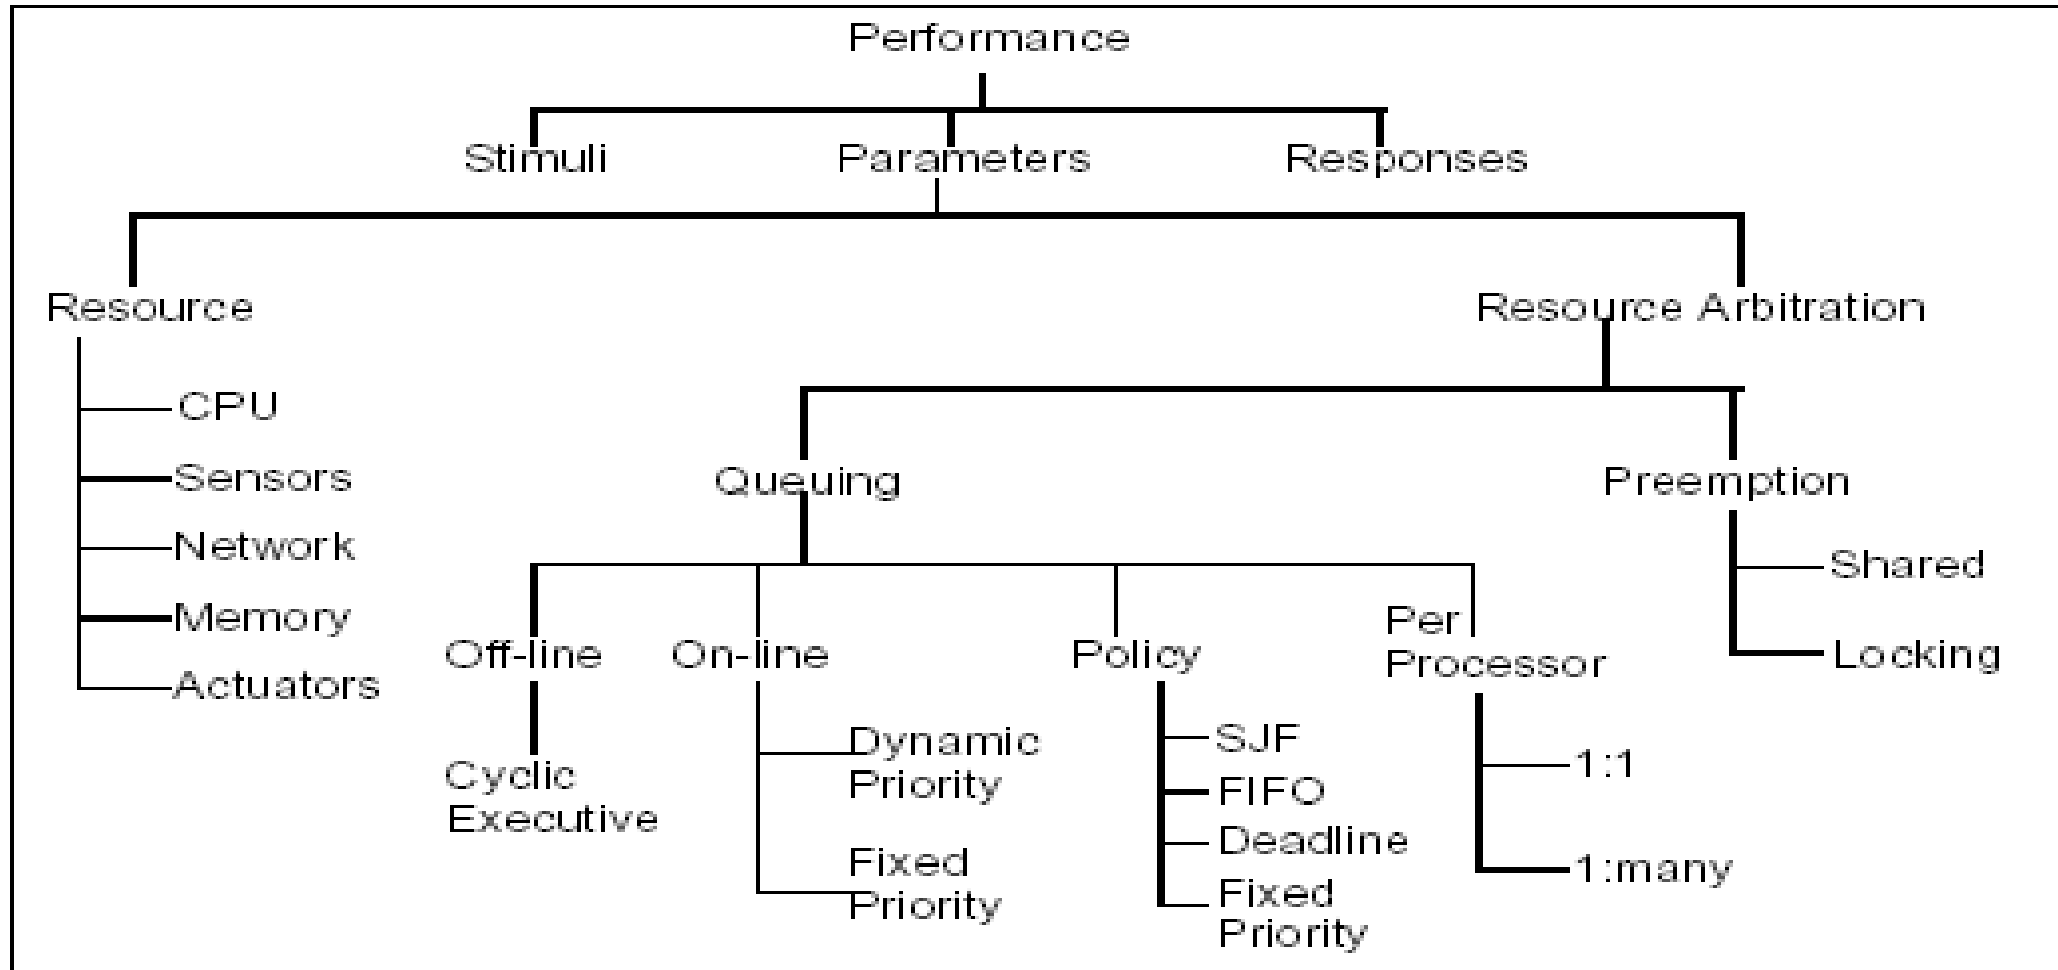 Performance
Stimuli
Parameters
Responses
Resource
CPU
Sensors
Network
Memory
Actuators
Resource Arbitration
Queuing
Off-line
Cyclic
Executive
On-line
Dynamic
Priority
Fixed
Priority
Policy
SJF
FIFO
Deadline
Fixed
Priority
Per
Processor
1:1
1:many
Preemption
Shared
Locking